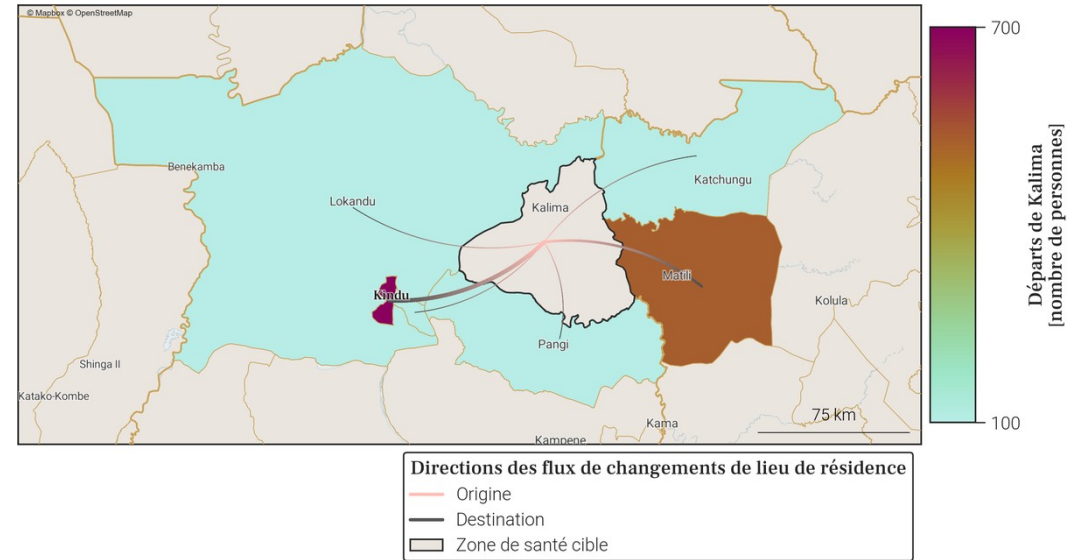 © Mapbox © OpenStreetMap
Benekamba
Lokandu
Kalima
Katchungu
Kindu
Matili
Pangi
Kolula
Shinga II
Katako-Kombe
Kama
Kampene
75 km
700
100
Départs de Kalima
[nombre de personnes]
Directions des flux de changements de lieu de résidence
Origine
Destination
Zone de santé cible